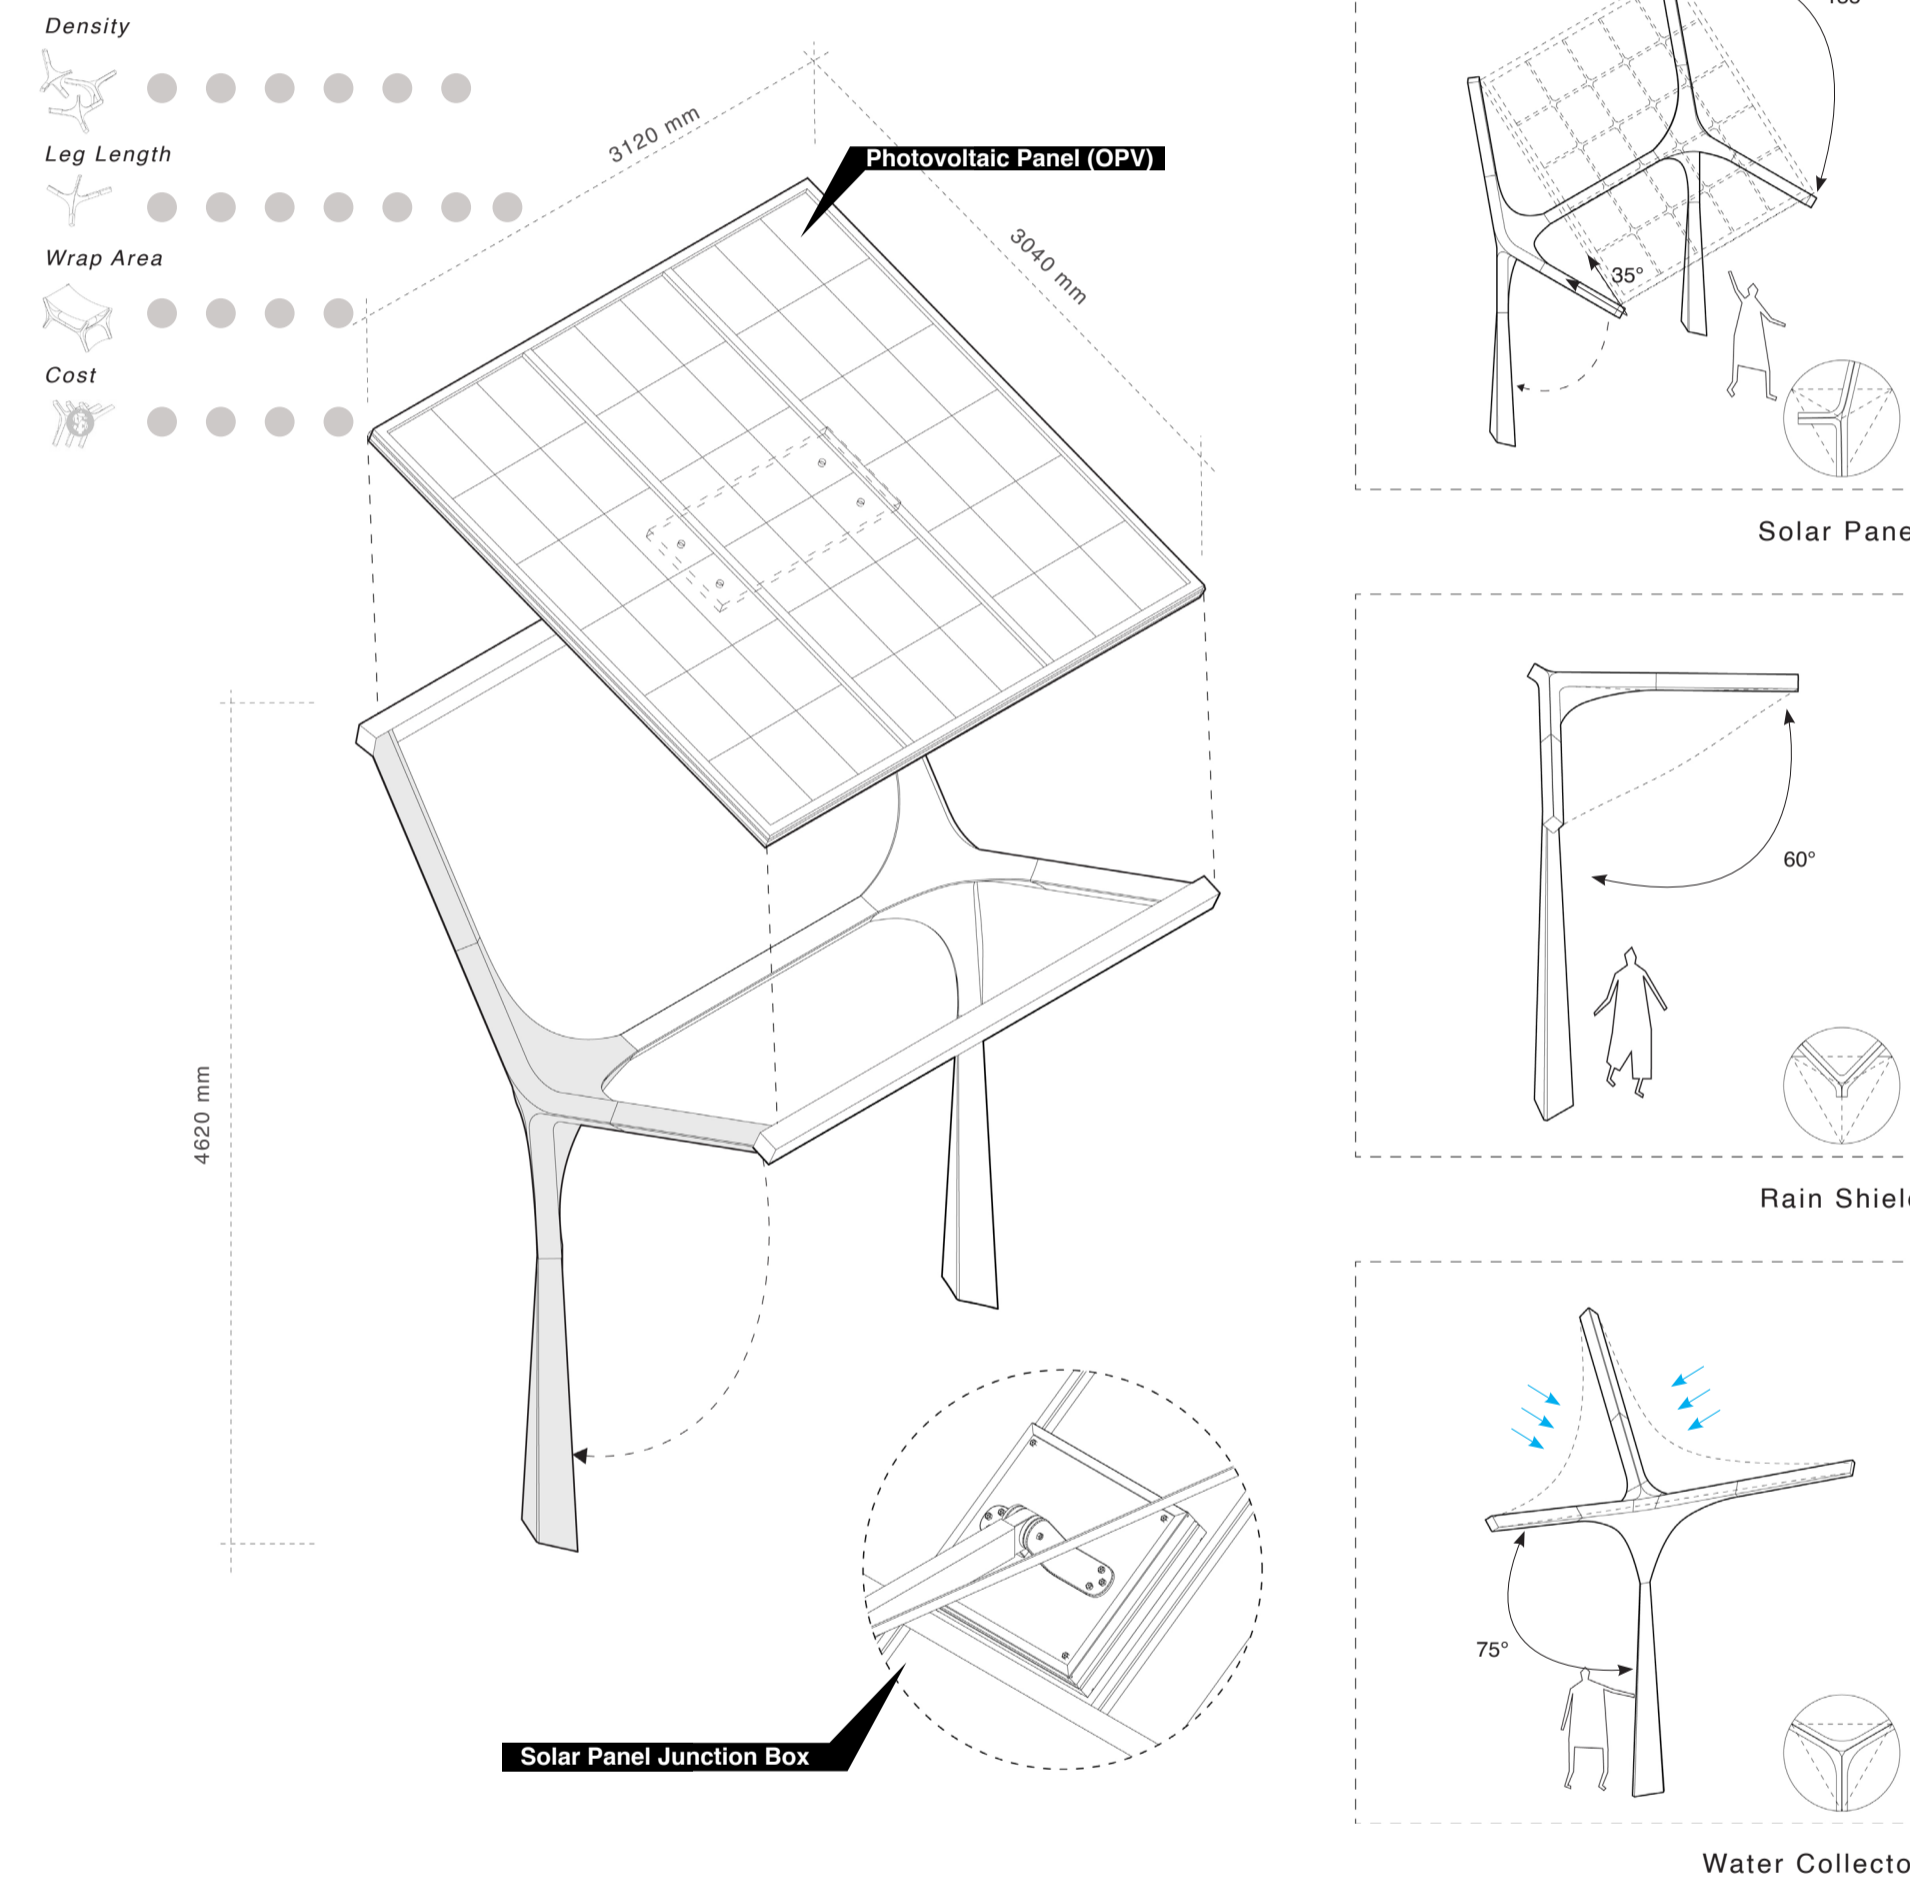 Density
Leg Length
Wrap Area
Cost
3120 mm
Photovoltaic Panel (OPV)
3040 mm
4620 mm
Solar Panel Junction Box
35°
Solar Pane
60°
Rain Shiel
75°
Water Collecto